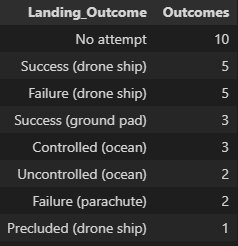 Landing_Outcome Outcomes
No attempt 10
Success (drone ship) 5
Failure (drone ship) 5
Success (ground pad) 3
Controlled (ocean) 3
Uncontrolled (ocean) 2
Failure (parachute) 2
Precluded (drone ship) 1